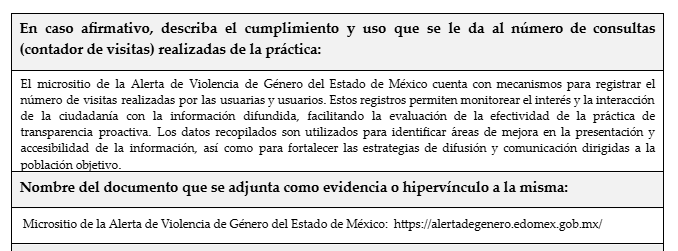 En caso afirmativo, describa el cumplimiento y uso que se le da al número de consultas
(contador de visitas) realizadas de la práctica:
El micrositio de la Alerta de Violencia de Género del Estado de México cuenta con mecanismos para registrar el
número de visitas realizadas por las usuarias y usuarios. Estos registros permiten monitorear el interés y la interacción
de la ciudadanía con la información difundida, facilitando la evaluación de la efectividad de la práctica de
transparencia proactiva. Los datos recopilados son utilizados para identificar áreas de mejora en la presentación y
accesibilidad de la información, así como para fortalecer las estrategias de difusión y comunicación dirigidas a la
población objetivo.
Nombre del documento que se adjunta como evidencia o hipervínculo a la misma:
Micrositio de la Alerta de Violencia de Género del Estado de México: https://alertadegenero.edomex.gob.mx/